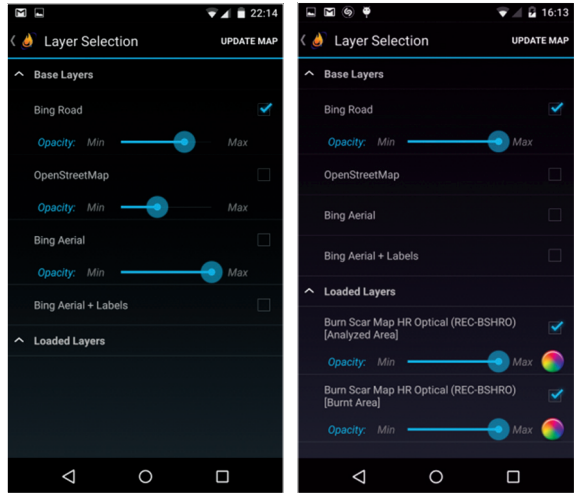 22:14
Layer Selection
UPDATE MAP
Base Layers
Bing Road
Opacity: Min Max
OpenStreetMap
Opacity: Min Max
Bing Aerial
Opacity: Min Max
Bing Aerial + Labels
Loaded Layers
16:13
Layer Selection
UPDATE MAP
Base Layers
Bing Road
Opacity: Min Max
OpenStreetMap
Bing Aerial
Bing Aerial + Labels
Loaded Layers
Burn Scar Map HR Optical (REC-BSHRO)
[Analyzed Area]
Opacity: Min Max
Burn Scar Map HR Optical (REC-BSHRO)
[Burnt Area]
Opacity: Min Max